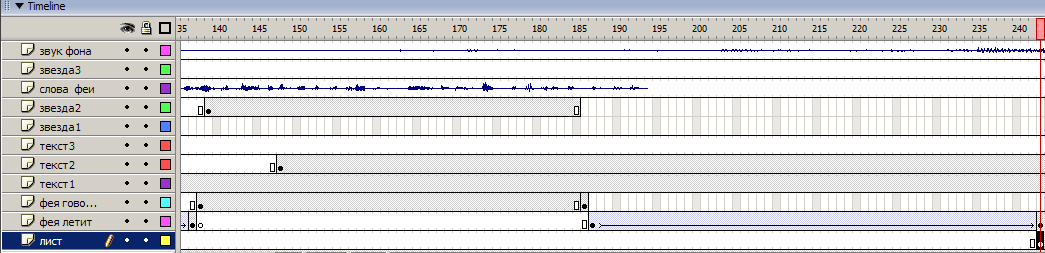 Timeline
35 140 145 150 155 160 165 170 175 180 185 190 195 200 205 210 215 220 225 230 235 240
звук фона
звезда3
слова феи
звезда2
звезда1
текст3
текст2
текст1
фея гово...
фея летит
лист